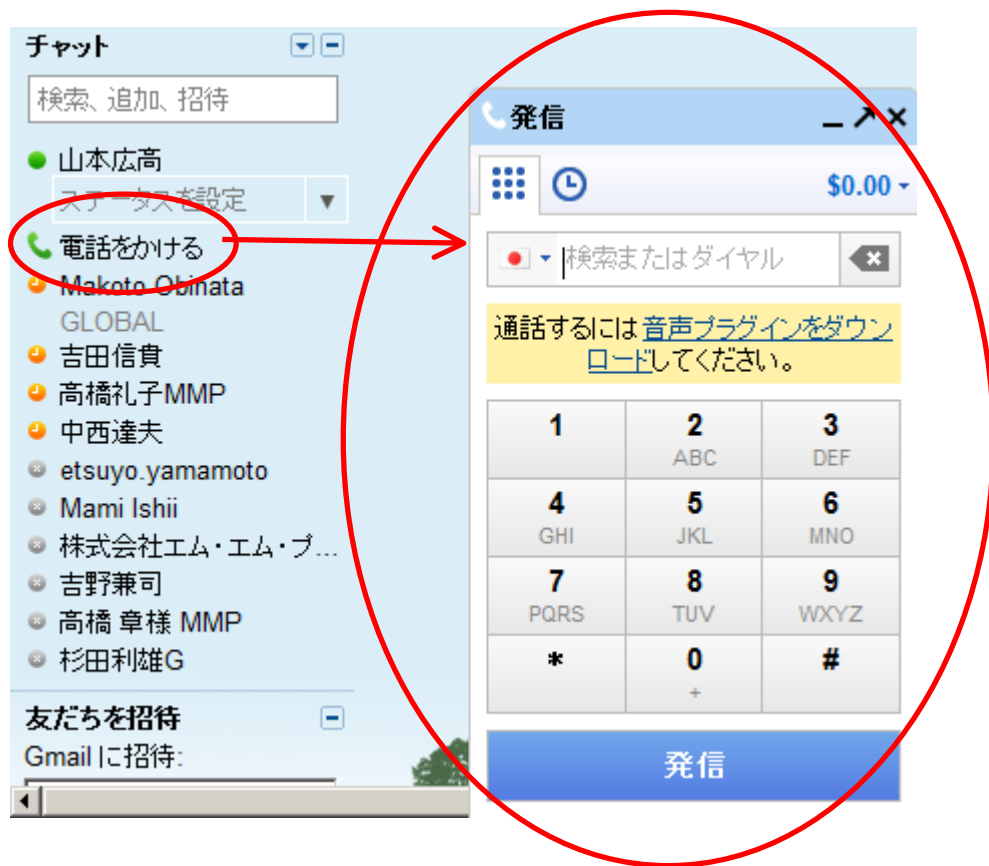 チャット
検索、追加、招待
山本広高
ステータスを設定
電話をかける
Makoto Obinata
GLOBAL
吉田信貴
高橋礼子MMP
中西達夫
etsuyo.yamamoto
Mami Ishii
株式会社エム・エム・プ...
吉野兼司
高橋 章様 MMP
杉田利雄G
友だちを招待
Gmail に招待:
発信
$0.00
検索またはダイヤル
通話するには 音声プラグインをダウン
ロードしてください。
1 2 3
ABC DEF
4 5 6
GHI JKL MNO
7 8 9
PQRS TUV WXYZ
* 0 #
+
発信